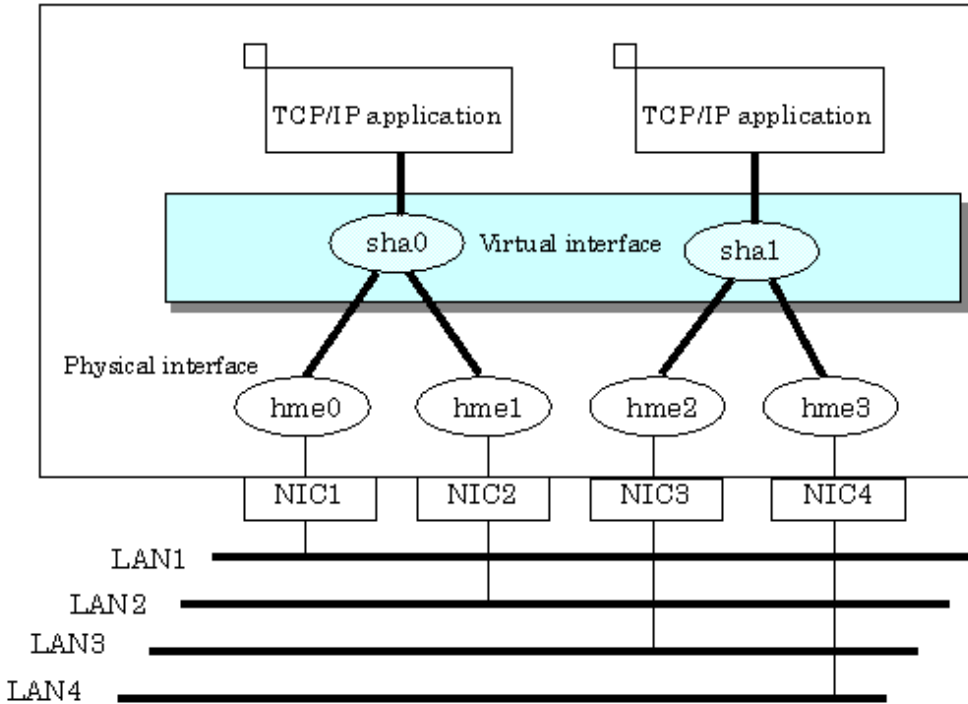 TCP/IP application
TCP/IP application
sha0
Virtual interface
sha1
Physical interface
hme0
hme1
hme2
hme3
NIC1
NIC2
NIC3
NIC4
LAN1
LAN2
LAN3
LAN4